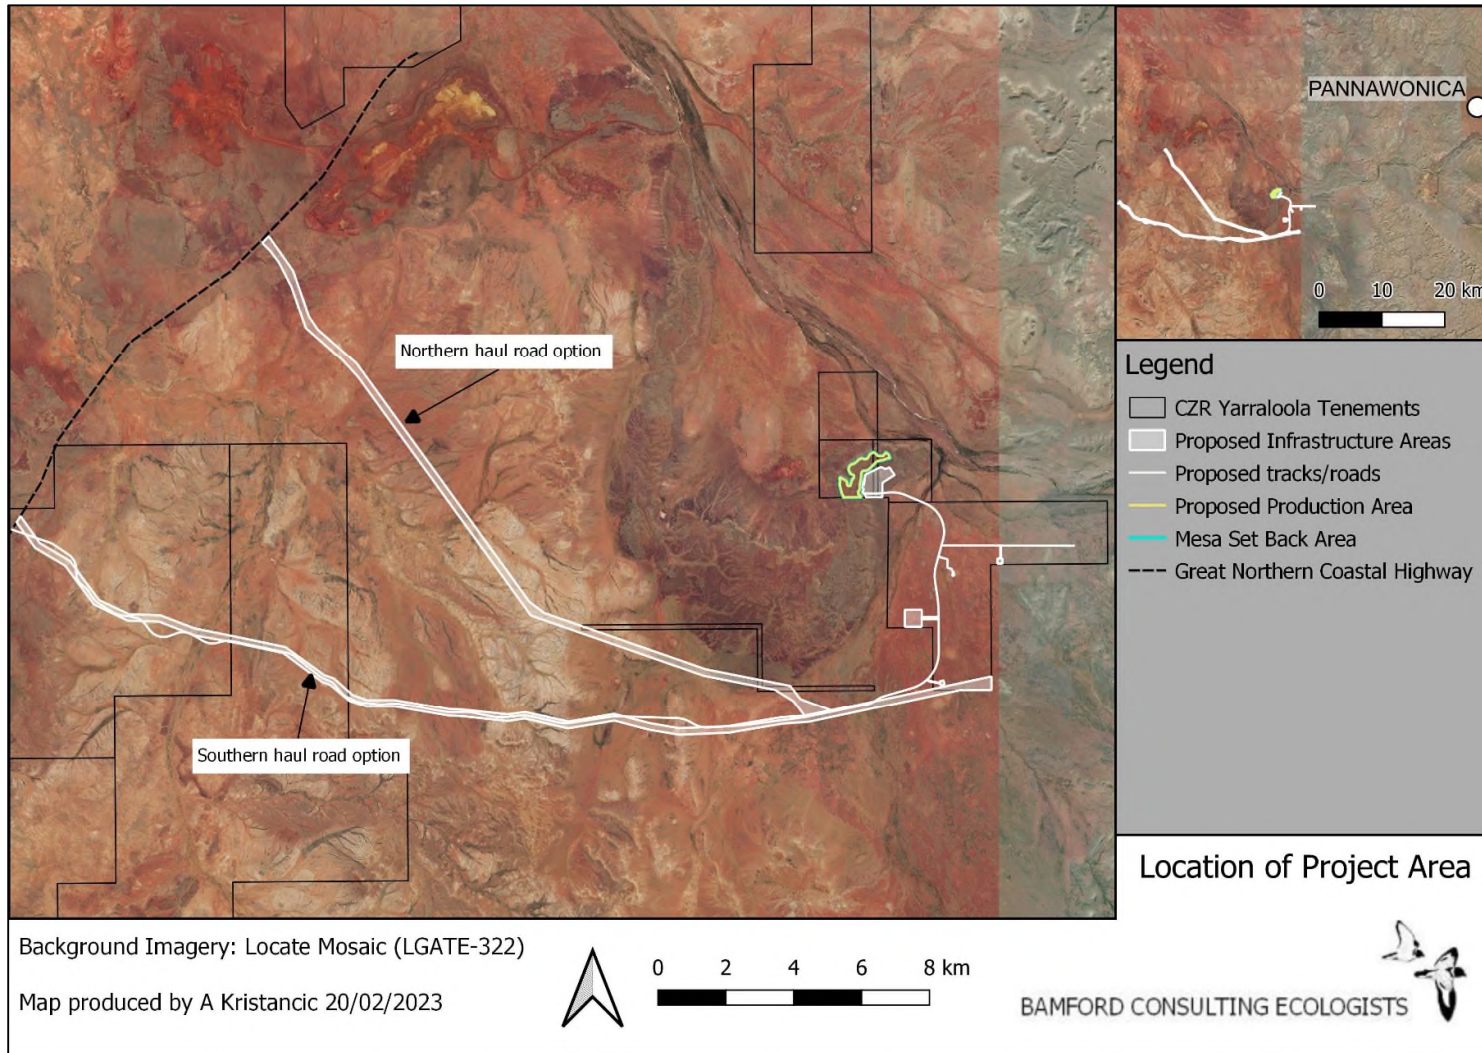 PANNAWONICA
0 10 20 km
Northern haul road option
Southern haul road option
Legend
CZR Yarraloola Tenements
Proposed Infrastructure Areas
Proposed tracks/roads
Proposed Production Area
Mesa Set Back Area
Great Northern Coastal Highway
Location of Project Area
Background Imagery: Locate Mosaic (LGATE-322)
Map produced by A Kristancic 20/02/2023
0 2 4 6 8 km
BAMFORD CONSULTING ECOLOGISTS